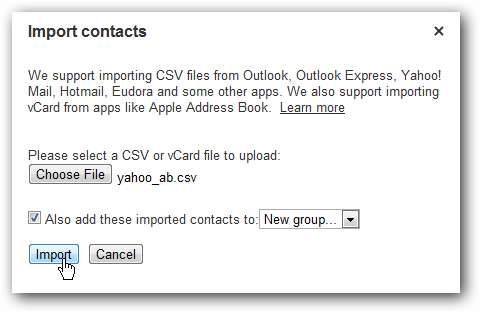 Import contacts ×
We support importing CSV files from Outlook, Outlook Express, Yahoo!
Mail, Hotmail, Eudora and some other apps. We also support importing
vCard from apps like Apple Address Book. Learn more
Please select a CSV or vCard file to upload:
Choose File yahoo_ab.csv
Also add these imported contacts to: New group...
Import Cancel